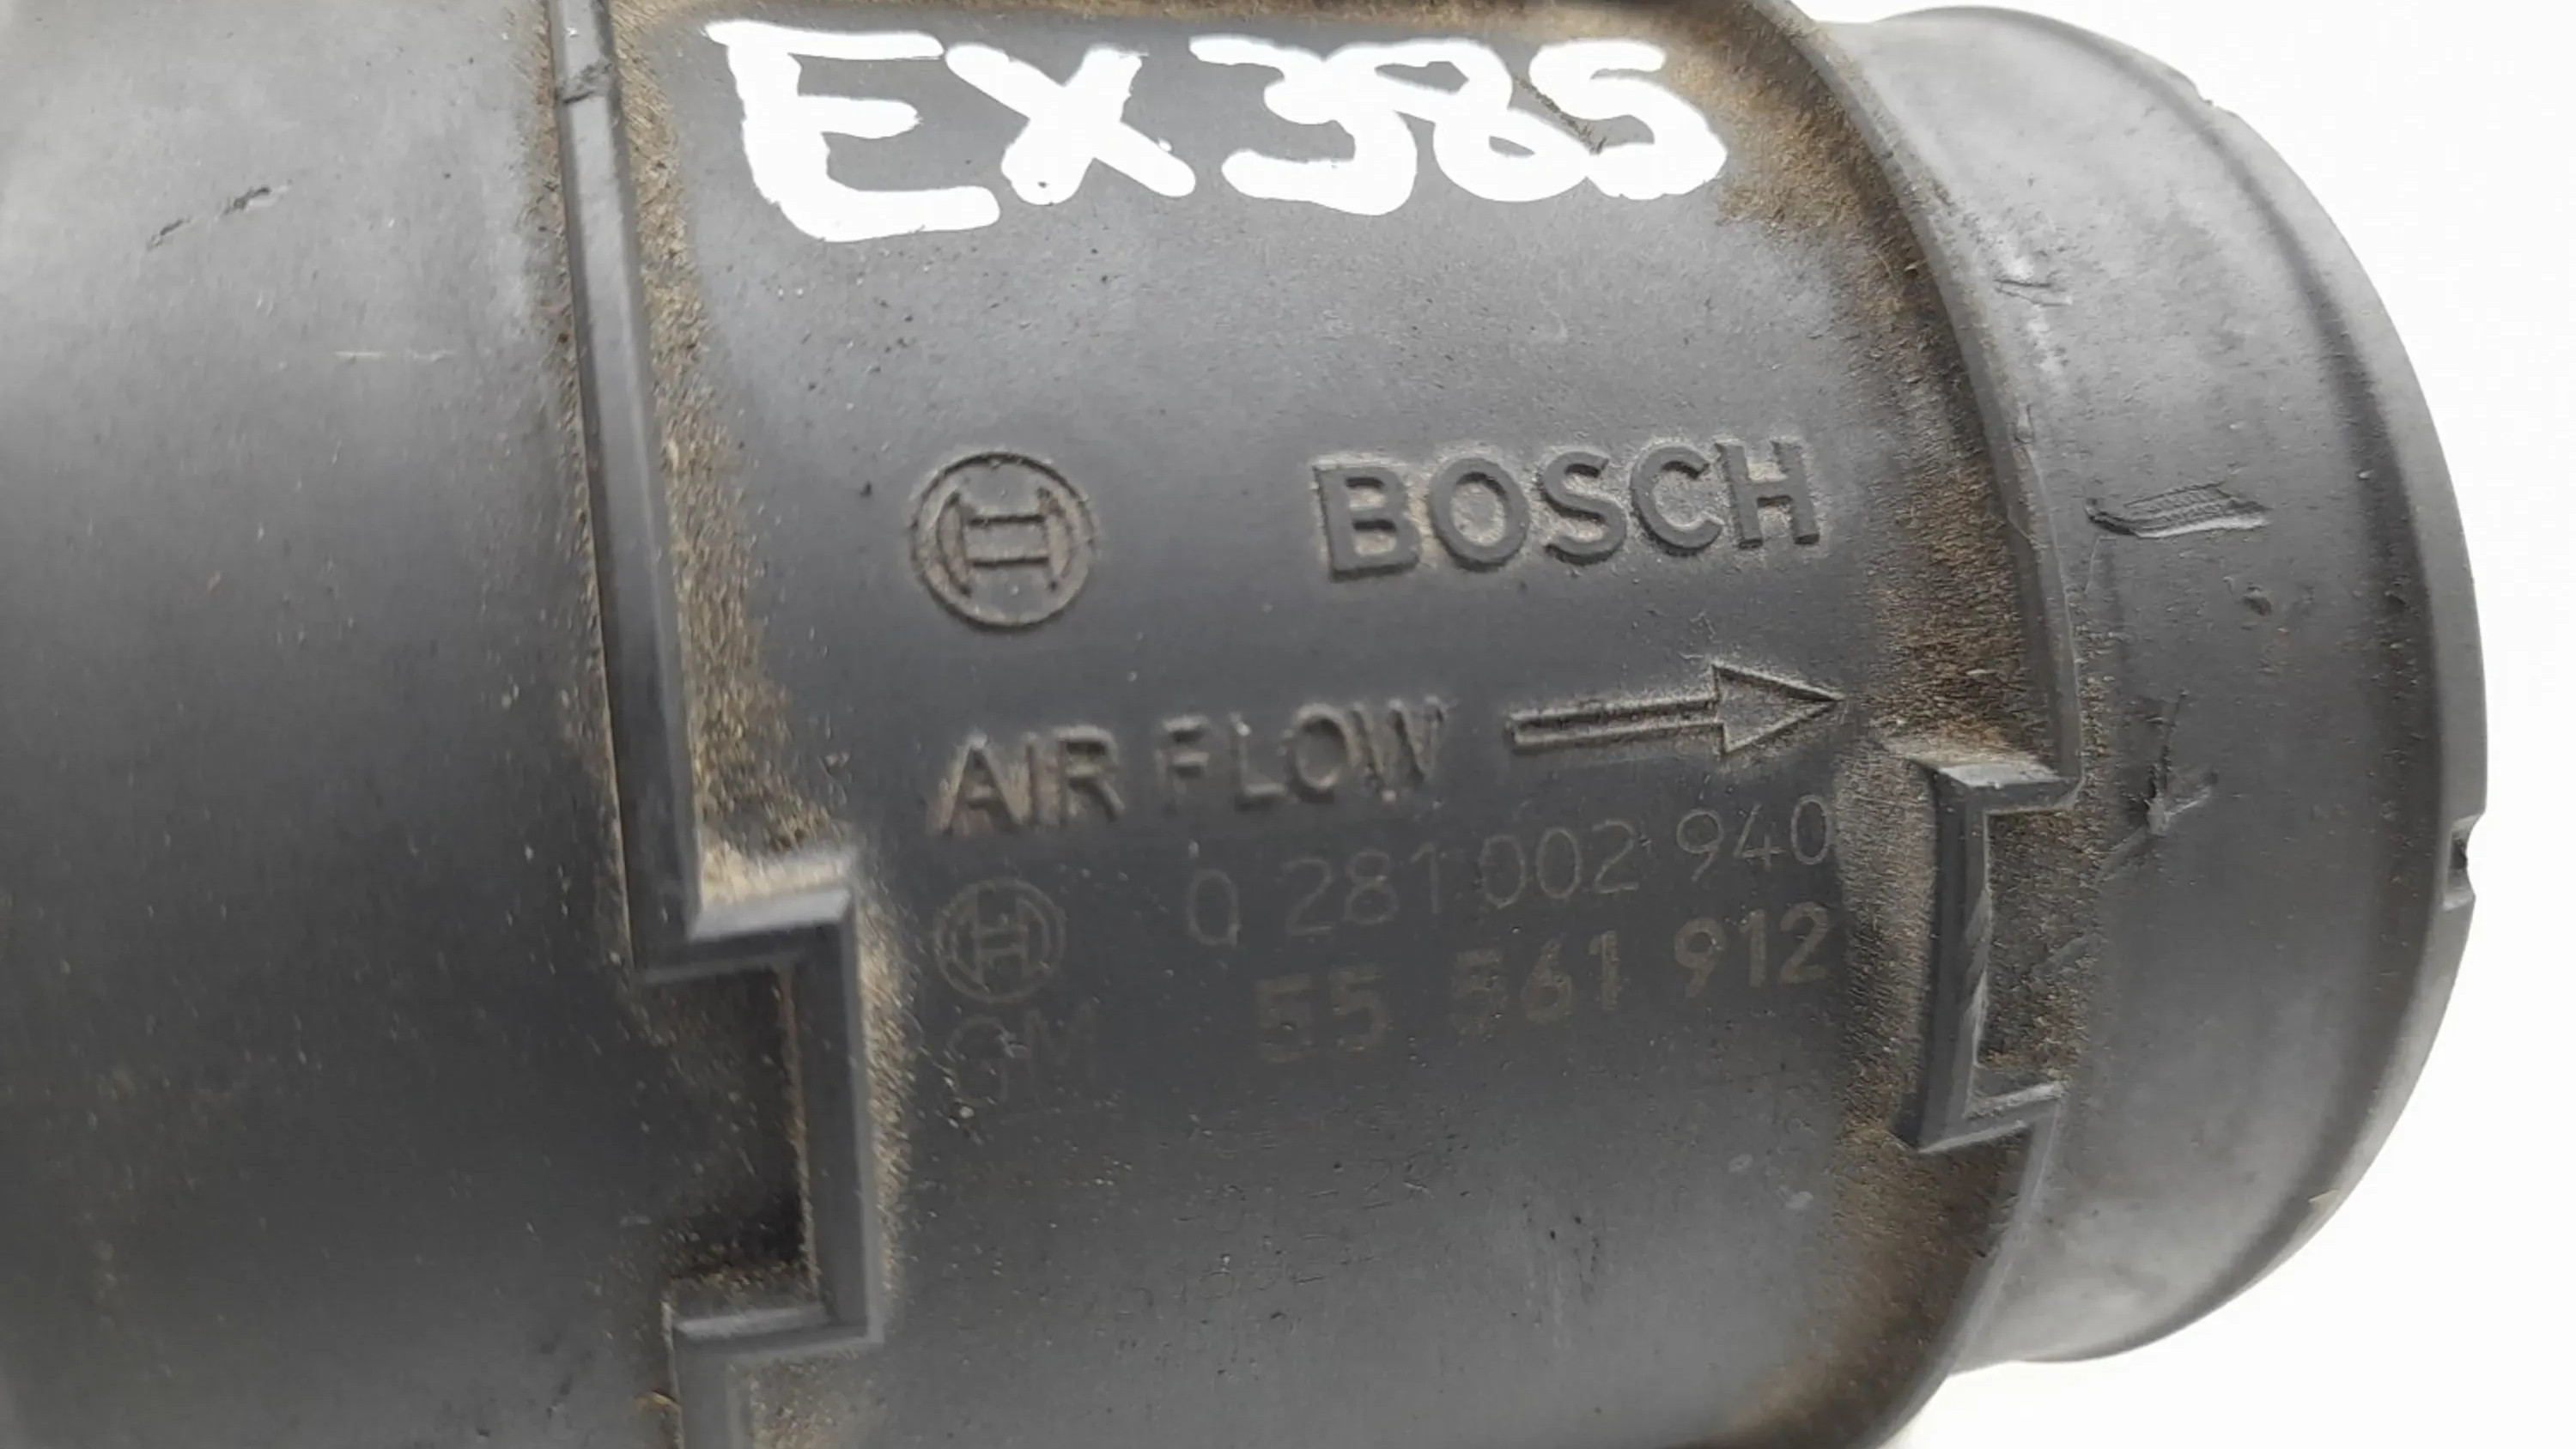 EX385
BOSCH
AIR FLOW
0 281 002 940
GM 55 561 912